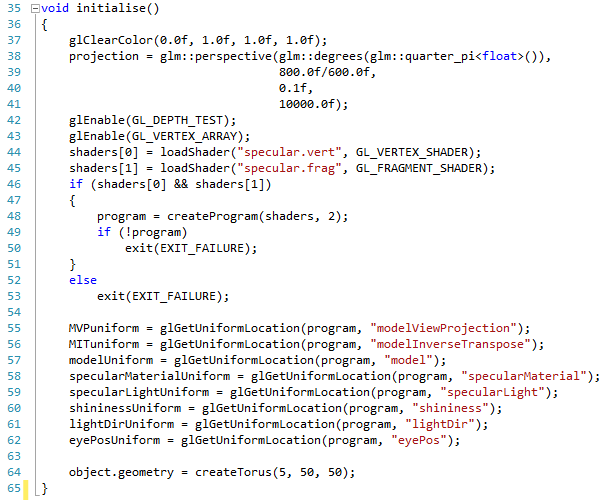 35 void initialise()
36 {
37     glClearColor(0.0f, 1.0f, 1.0f, 1.0f);
38     projection = glm::perspective(glm::degrees(glm::quarter_pi<float>()),
39                                   800.0f/600.0f,
40                                   0.1f,
41                                   10000.0f);
42     glEnable(GL_DEPTH_TEST);
43     glEnable(GL_VERTEX_ARRAY);
44     shaders[0] = loadShader("specular.vert", GL_VERTEX_SHADER);
45     shaders[1] = loadShader("specular.frag", GL_FRAGMENT_SHADER);
46     if (shaders[0] && shaders[1])
47     {
48         program = createProgram(shaders, 2);
49         if (!program)
50             exit(EXIT_FAILURE);
51     }
52     else
53         exit(EXIT_FAILURE);
54
55     MVPuniform = glGetUniformLocation(program, "modelViewProjection");
56     MITuniform = glGetUniformLocation(program, "modelInverseTranspose");
57     modelUniform = glGetUniformLocation(program, "model");
58     specularMaterialUniform = glGetUniformLocation(program, "specularMaterial");
59     specularLightUniform = glGetUniformLocation(program, "specularLight");
60     shininessUniform = glGetUniformLocation(program, "shininess");
61     lightDirUniform = glGetUniformLocation(program, "lightDir");
62     eyePosUniform = glGetUniformLocation(program, "eyePos");
63
64     object.geometry = createTorus(5, 50, 50);
65 }